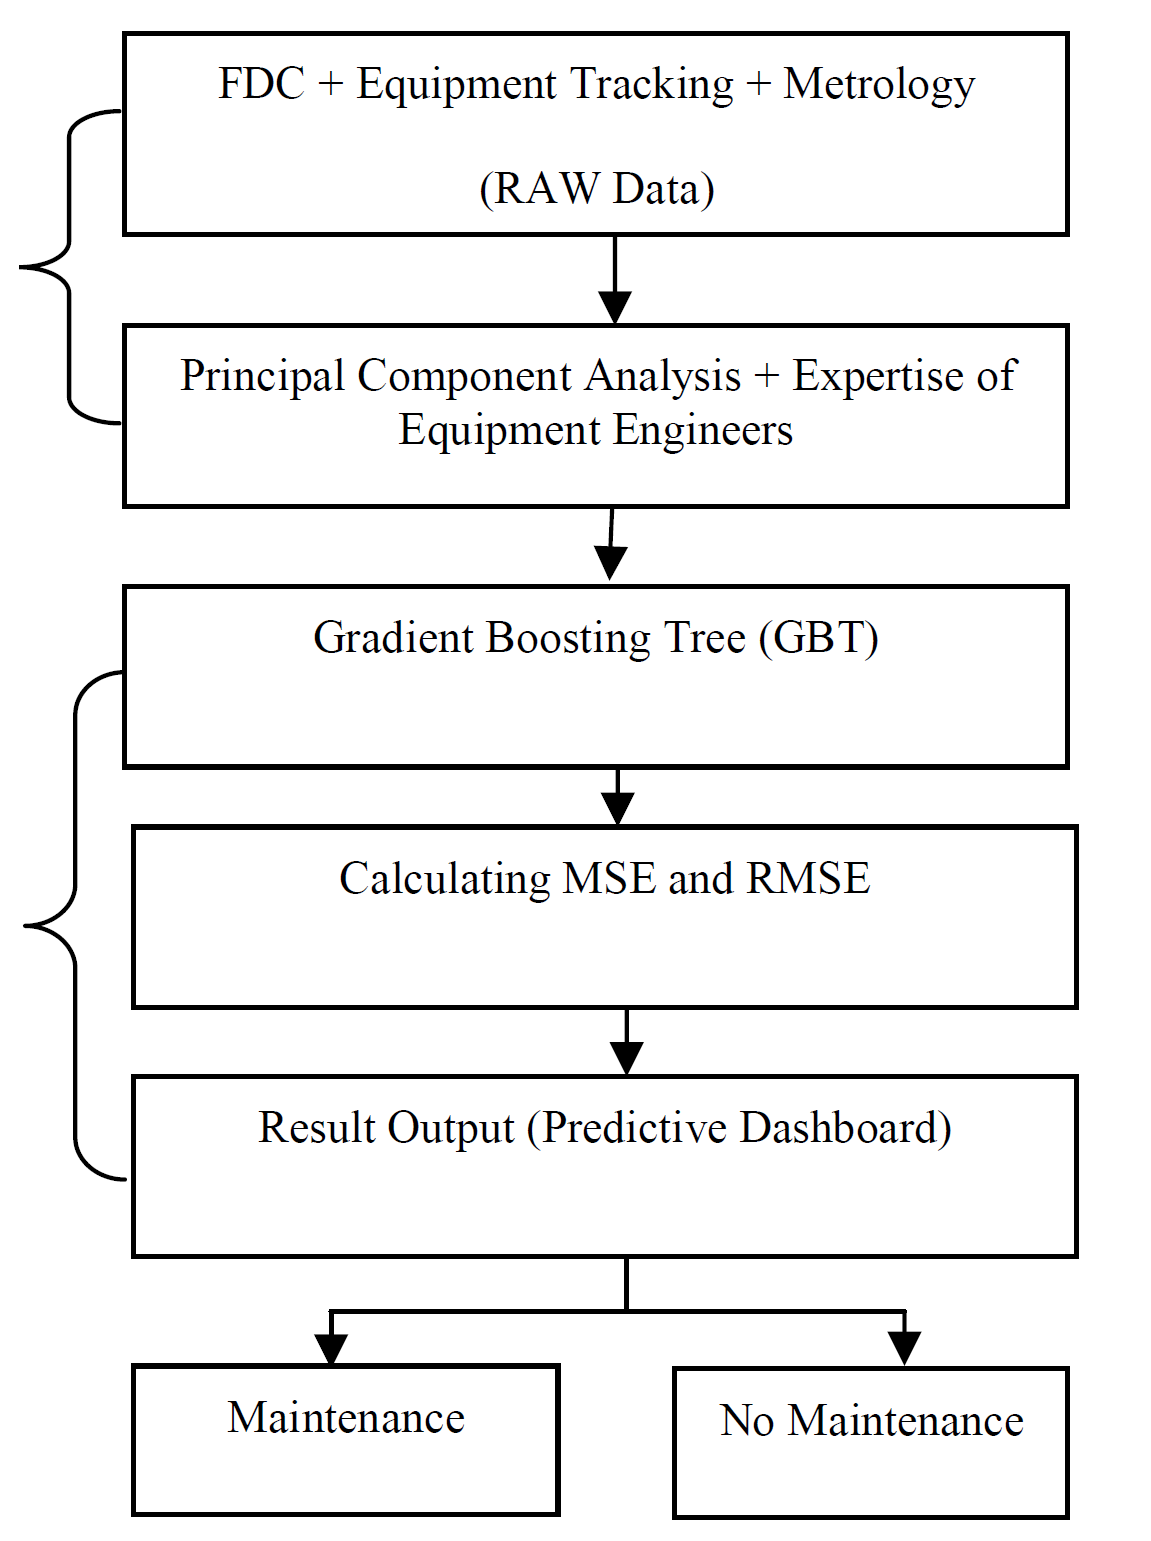 FDC + Equipment Tracking + Metrology
(RAW Data)
Principal Component Analysis + Expertise of
Equipment Engineers
Gradient Boosting Tree (GBT)
Calculating MSE and RMSE
Result Output (Predictive Dashboard)
Maintenance
No Maintenance